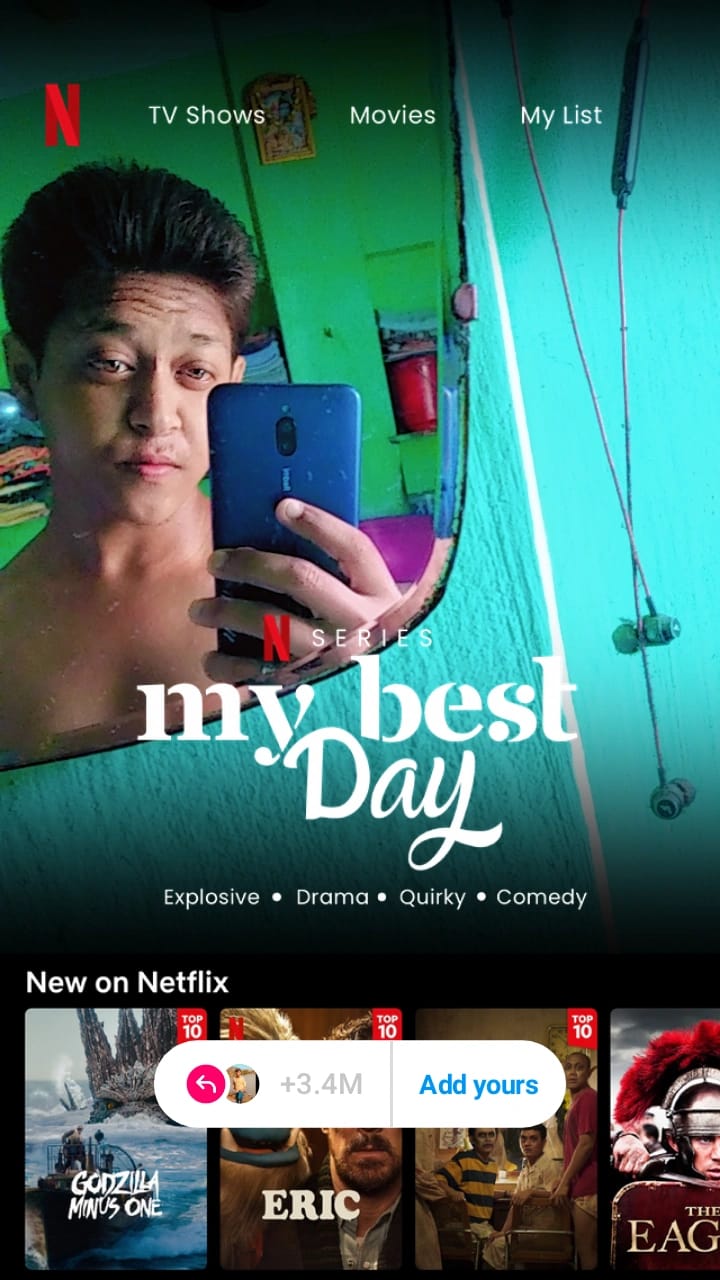 N TV Shows Movies My List
N SERIES
my best
Day
Explosive • Drama • Quirky • Comedy
New on Netflix
TOP 10
N TOP 10
TOP 10
+3.4M Add yours
GODZILLA
MINUS ONE
ERIC
THE
EAG